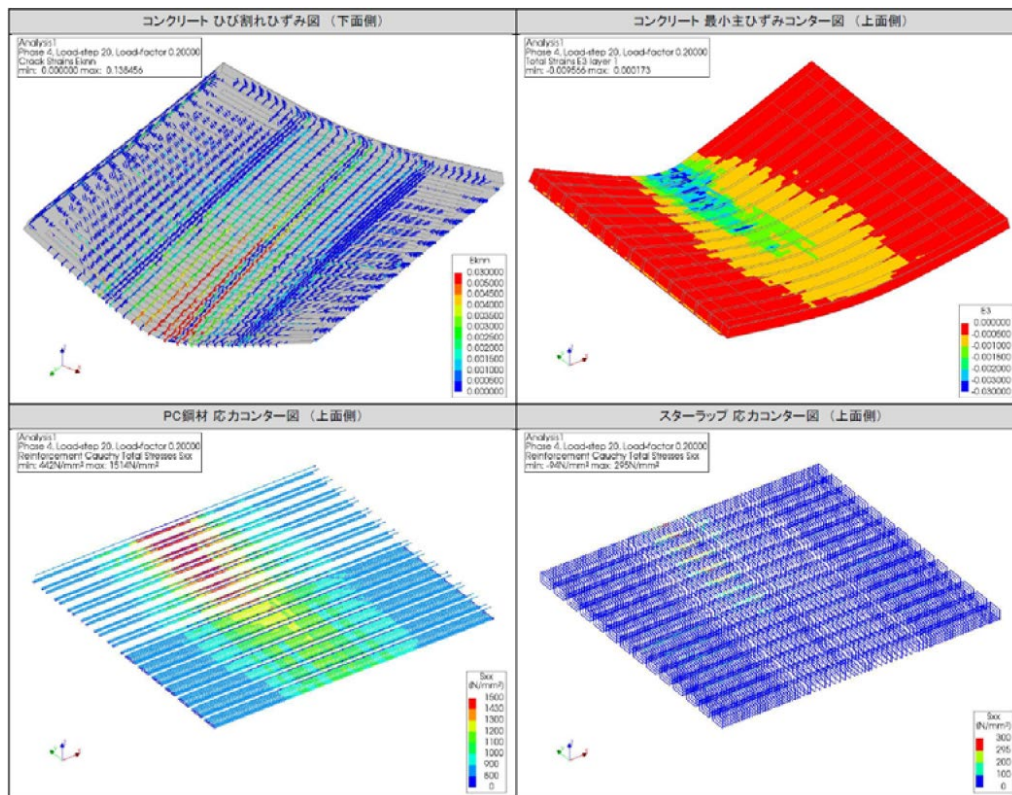 コンクリート ひび割れひずみ図 （下面側）
Analysis1
Phase 4, Load-step 20, Load-factor 0.20000
Crack Strains Eknn
min: 0.000000 max: 0.138456
Eknn
0.030000
0.005000
0.004500
0.004000
0.003500
0.003000
0.002500
0.002000
0.001500
0.001000
0.000500
0.000000
コンクリート 最小主ひずみコンター図 （上面側）
Analysis1
Phase 4, Load-step 20, Load-factor 0.20000
Total Strains E3 layer 1
min: -0.009566 max: 0.000173
E3
0.000000
-0.000500
-0.001000
-0.001500
-0.002000
-0.003000
-0.030000
PC鋼材 応力コンター図 （上面側）
Analysis1
Phase 4, Load-step 20, Load-factor 0.20000
Reinforcement Cauchy Total Stresses Sxx
min: 442N/mm² max: 1514N/mm²
Sxx
(N/mm²)
1500
1430
1300
1200
1100
1000
900
800
0
スターラップ 応力コンター図 （上面側）
Analysis1
Phase 4, Load-step 20, Load-factor 0.20000
Reinforcement Cauchy Total Stresses Sxx
min: -94N/mm² max: 295N/mm²
Sxx
(N/mm²)
300
295
200
100
0